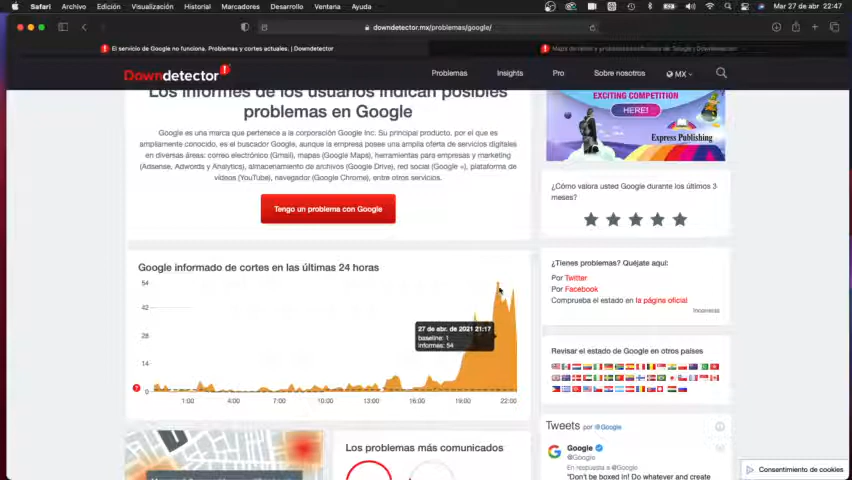 Safari Archivo Edición Visualización Historial Marcadores Desarrollo Ventana Ayuda
Mar 27 de abr 22:47
downdetector.mx/problemas/google/
El servicio de Google no funciona. Problemas y cortes actuales. | Downdetector
Downdetector
Problemas Insights Pro Sobre nosotros MX
Los informes de los usuarios indican posibles
problemas en Google
Google es una marca que pertenece a la corporación Google Inc. Su principal producto, por el que es
ampliamente conocido, es el buscador Google, aunque la empresa posee una amplia oferta de servicios digitales
en diversas áreas: correo electrónico (Gmail), mapas (Google Maps), herramientas para empresas y marketing
(Adsense, Adwords y Analytics), almacenamiento de archivos (Google Drive), red social (Google +), plataforma de
vídeos (YouTube), navegador (Google Chrome), entre otros servicios.
Tengo un problema con Google
Google informado de cortes en las últimas 24 horas
54
42
28
14
0
27 de abr. de 2021 21:17
baseline: 1
informes: 54
1:00 4:00 7:00 10:00 13:00 16:00 19:00 22:00
Los problemas más comunicados
EXCITING COMPETITION
HERE!
Express Publishing
¿Cómo valora usted Google durante los últimos 3
meses?
¿Tienes problemas? Quéjate aquí:
Por Twitter
Por Facebook
Comprueba el estado en la página oficial
Revisar el estado de Google en otros países
Tweets por @Google
Google
@Google
En respuesta a @Google
"Don't be boxed in! Do whatever and create
Consentimiento de cookies